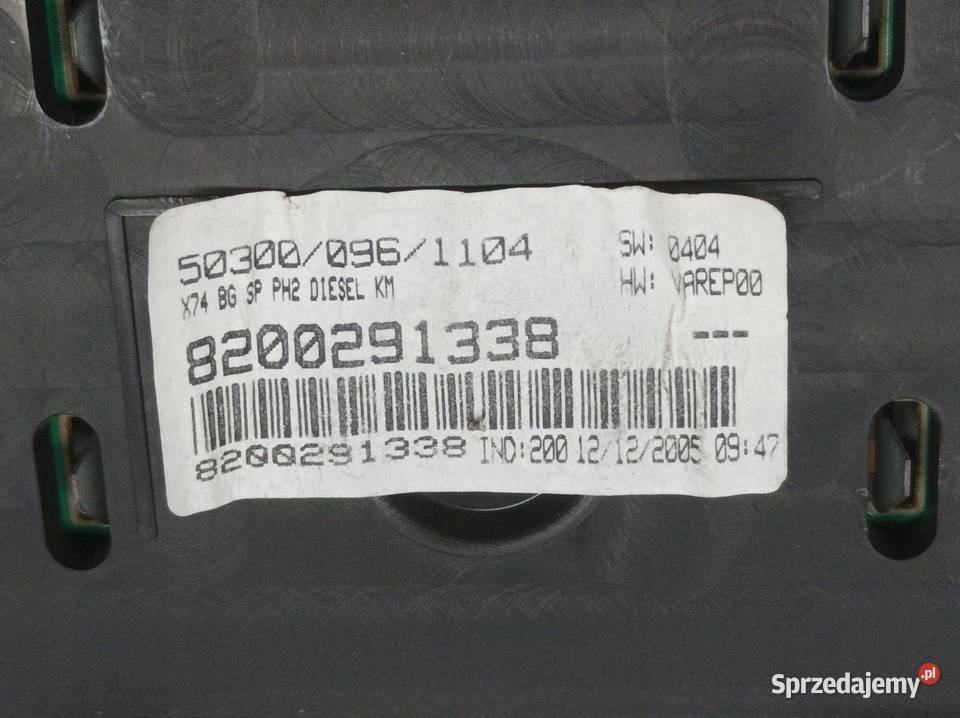 50300/096/1104 SW: 0404
X74 BG SP PH2 DIESEL KM HW: VAREP00
8200291338 ---
8200291338 IND:200 12/12/2005 09:47
Sprzedajemy.pl